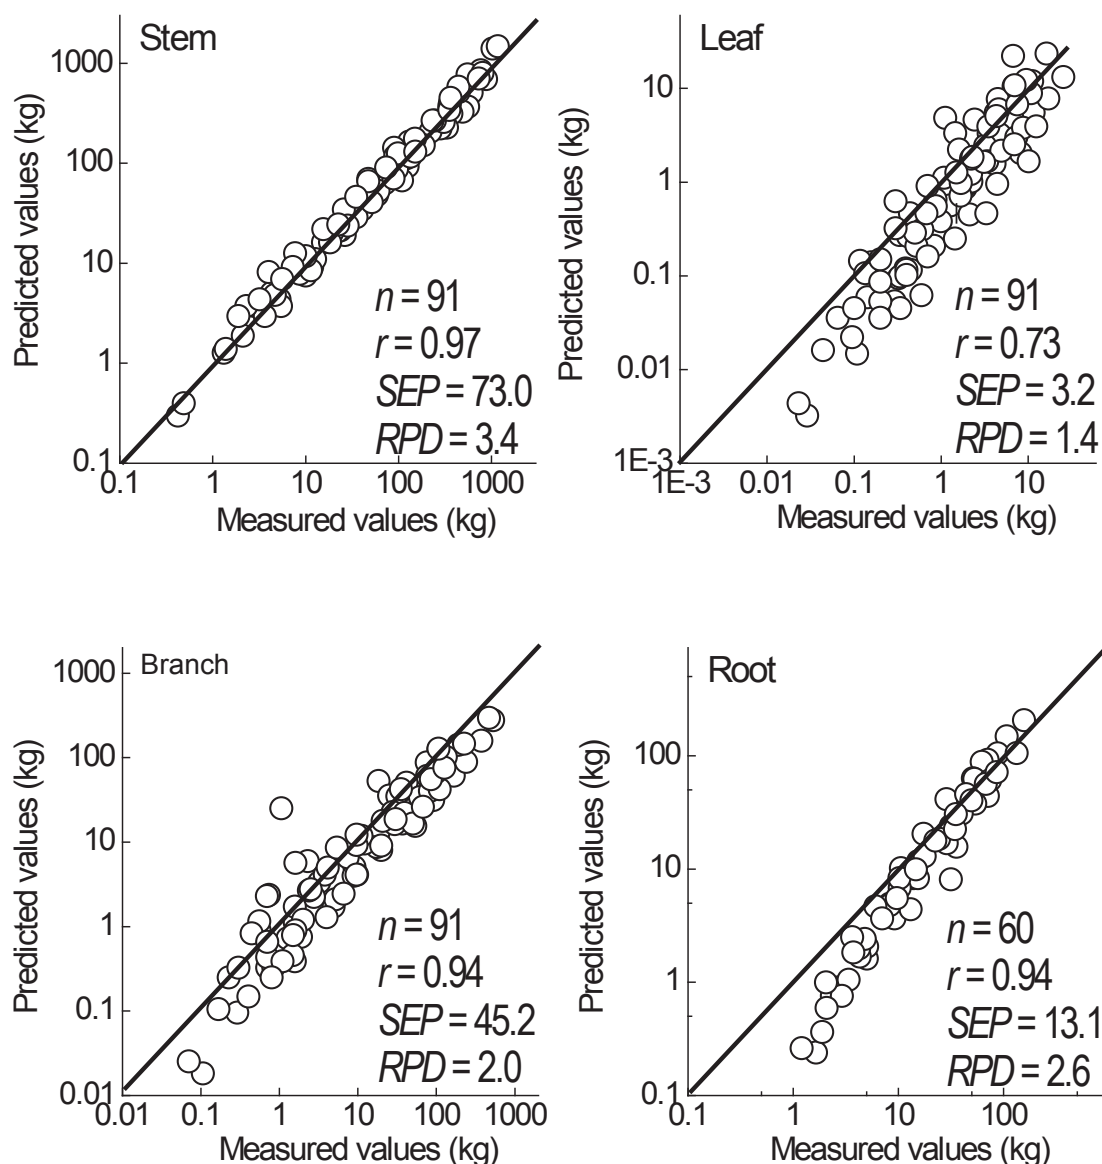 Stem
Predicted values (kg)
1000
100
10
1
0.1
n = 91
r = 0.97
SEP = 73.0
RPD = 3.4
0.1 1 10 100 1000
Measured values (kg)
Leaf
Predicted values (kg)
10
1
0.1
0.01
1E-3
n = 91
r = 0.73
SEP = 3.2
RPD = 1.4
1E-3 0.01 0.1 1 10
Measured values (kg)
Branch
Predicted values (kg)
1000
100
10
1
0.1
0.01
n = 91
r = 0.94
SEP = 45.2
RPD = 2.0
0.01 0.1 1 10 100 1000
Measured values (kg)
Root
Predicted values (kg)
100
10
1
0.1
n = 60
r = 0.94
SEP = 13.1
RPD = 2.6
0.1 1 10 100
Measured values (kg)